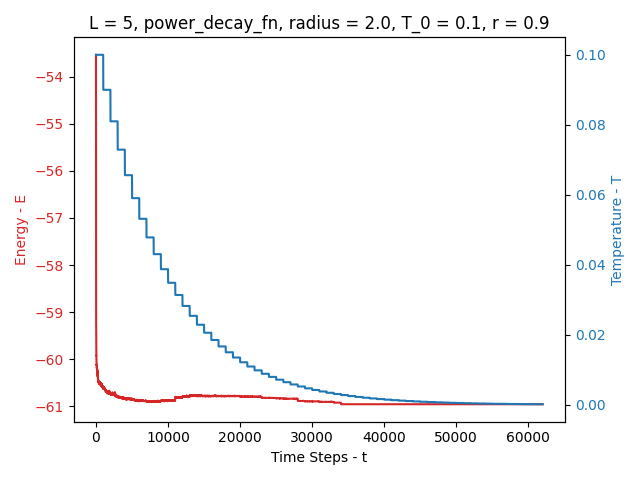 L = 5, power_decay_fn, radius = 2.0, T_0 = 0.1, r = 0.9
Energy - E
−54
−55
−56
−57
−58
−59
−60
−61
0.10
0.08
0.06
0.04
0.02
0.00
Temperature - T
0 10000 20000 30000 40000 50000 60000
Time Steps - t